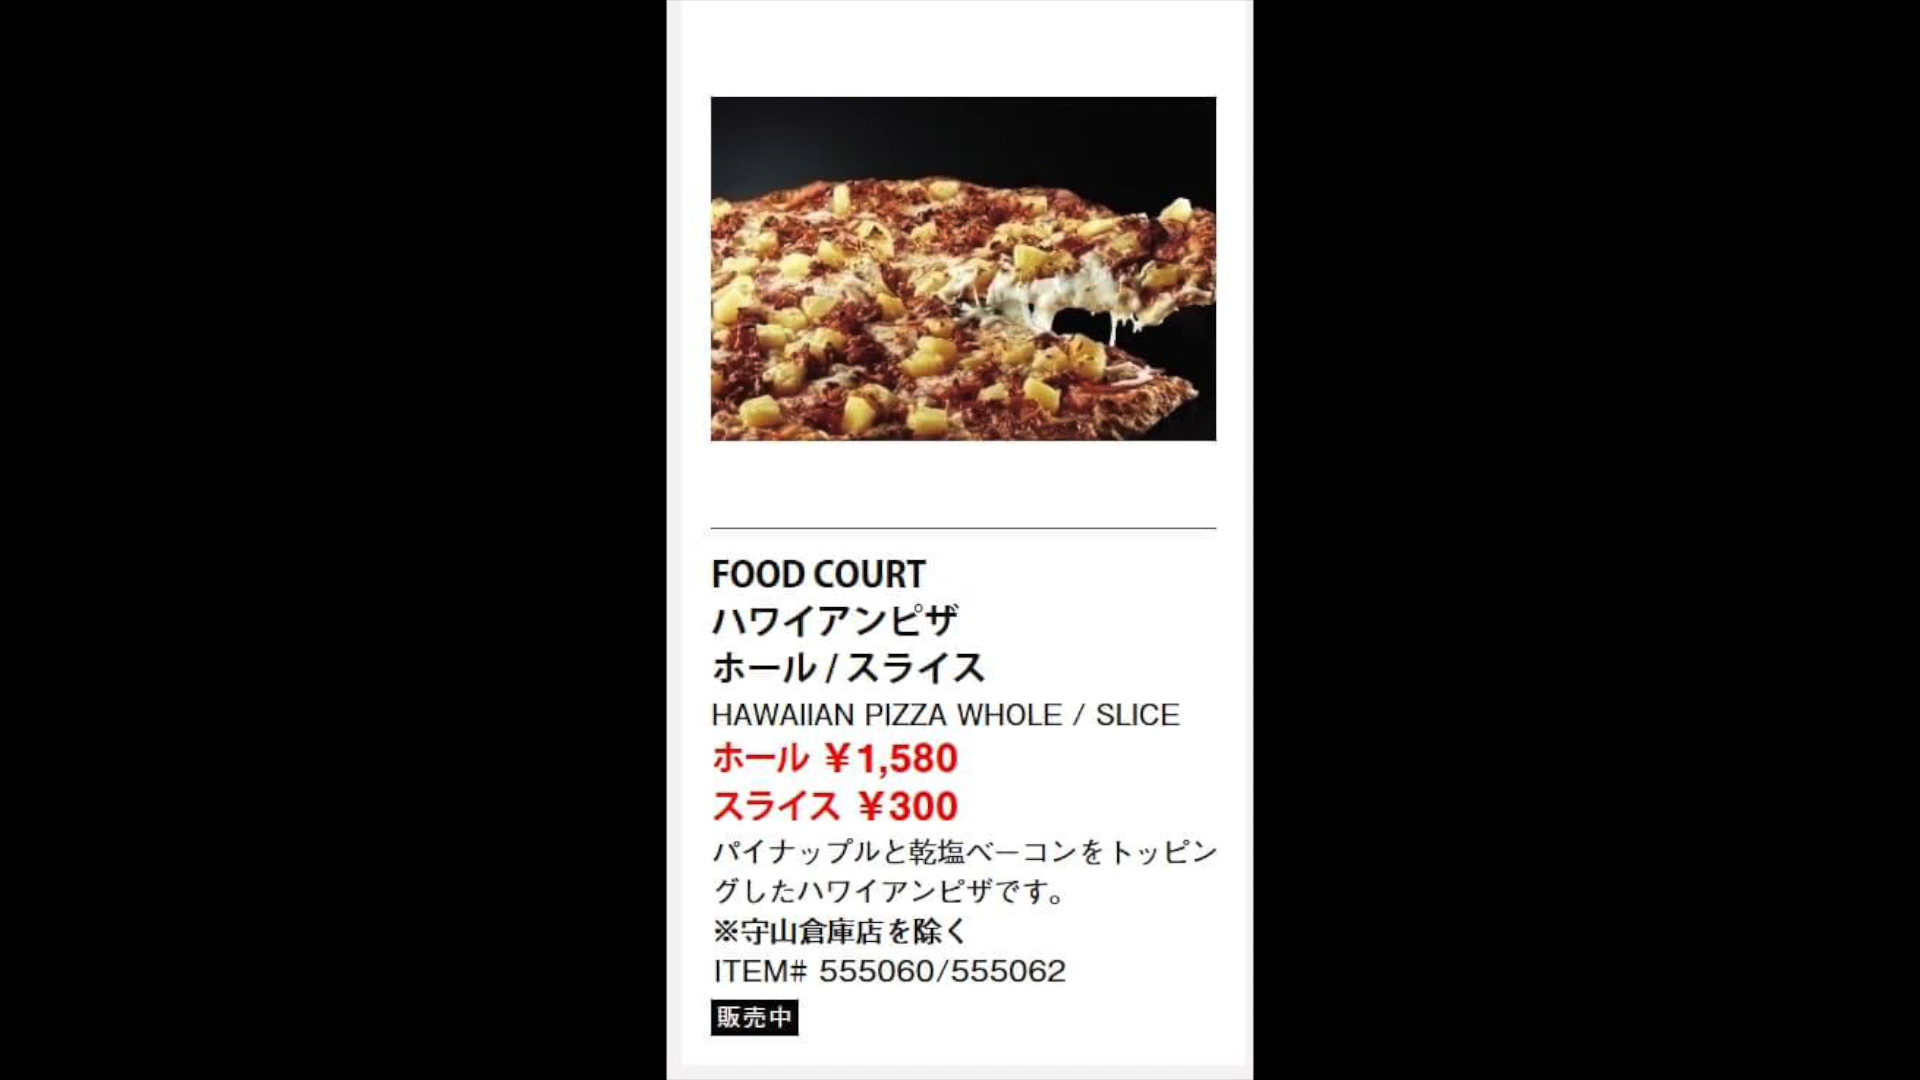 FOOD COURT
ハワイアンピザ
ホール / スライス
HAWAIIAN PIZZA WHOLE / SLICE
ホール ￥1,580
スライス ￥300
パイナップルと乾塩ベーコンをトッピン
グしたハワイアンピザです。
※守山倉庫店を除く
ITEM# 555060/555062
販売中